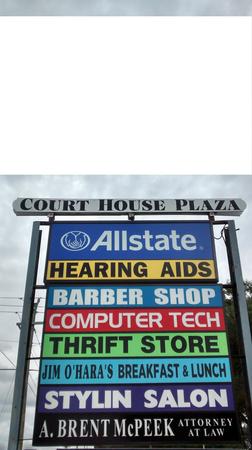 COURT HOUSE PLAZA
Allstate
HEARING AIDS
BARBER SHOP
COMPUTER TECH
THRIFT STORE
JIM O'HARA'S BREAKFAST & LUNCH
STYLIN SALON
A. BRENT McPEEK ATTORNEY
AT LAW